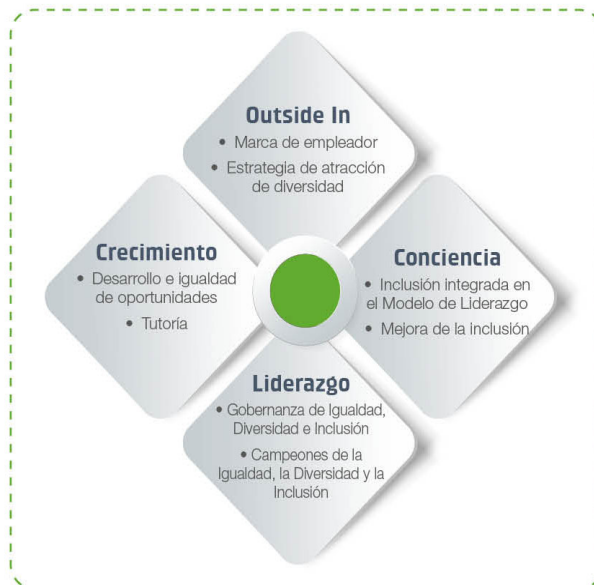 Outside In
• Marca de empleador
• Estrategia de atracción
de diversidad
Crecimiento
• Desarrollo e igualdad
de oportunidades
• Tutoría
Conciencia
• Inclusión integrada en
el Modelo de Liderazgo
• Mejora de la inclusión
Liderazgo
• Gobernanza de Igualdad,
Diversidad e Inclusión
• Campeones de la
Igualdad, la Diversidad y la
Inclusión